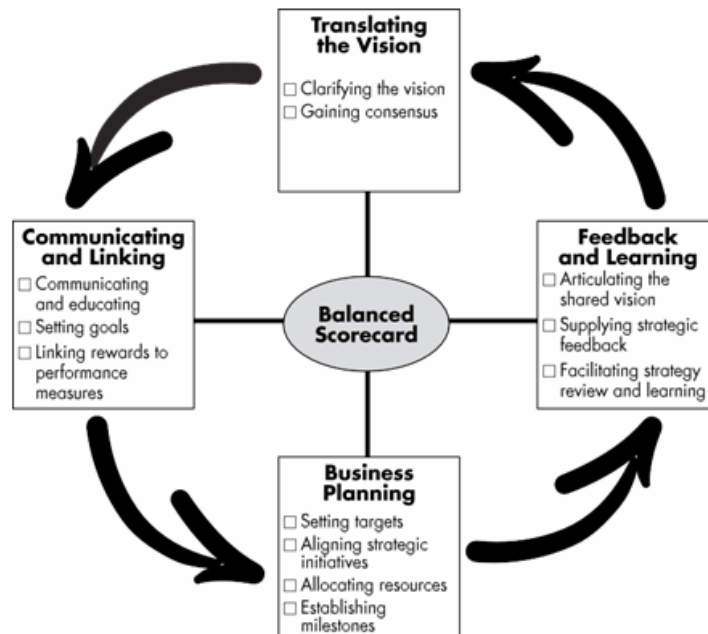 Translating
the Vision
☐ Clarifying the vision
☐ Gaining consensus
Communicating
and Linking
☐ Communicating
and educating
☐ Setting goals
☐ Linking rewards to
performance
measures
Balanced
Scorecard
Feedback
and Learning
☐ Articulating the
shared vision
☐ Supplying strategic
feedback
☐ Facilitating strategy
review and learning
Business
Planning
☐ Setting targets
☐ Aligning strategic
initiatives
☐ Allocating resources
☐ Establishing
milestones